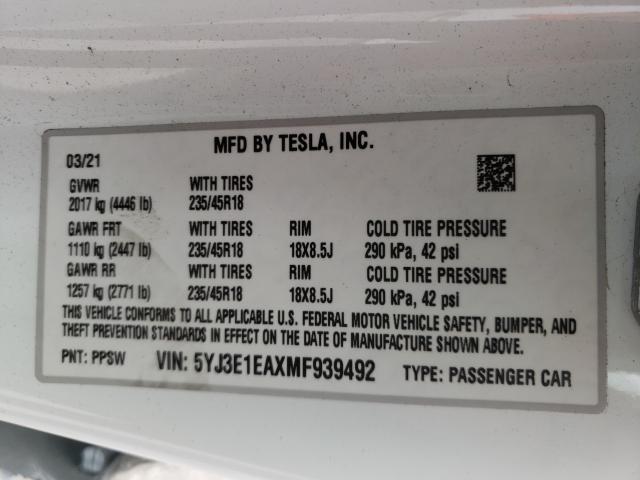 MFD BY TESLA, INC.
03/21
GVWR WITH TIRES
2017 kg (4446 lb) 235/45R18
GAWR FRT WITH TIRES RIM COLD TIRE PRESSURE
1110 kg (2447 lb) 235/45R18 18X8.5J 290 kPa, 42 psi
GAWR RR WITH TIRES RIM COLD TIRE PRESSURE
1257 kg (2771 lb) 235/45R18 18X8.5J 290 kPa, 42 psi
THIS VEHICLE CONFORMS TO ALL APPLICABLE U.S. FEDERAL MOTOR VEHICLE SAFETY, BUMPER, AND
THEFT PREVENTION STANDARDS IN EFFECT ON THE DATE OF MANUFACTURE SHOWN ABOVE.
PNT: PPSW VIN: 5YJ3E1EAXMF939492 TYPE: PASSENGER CAR